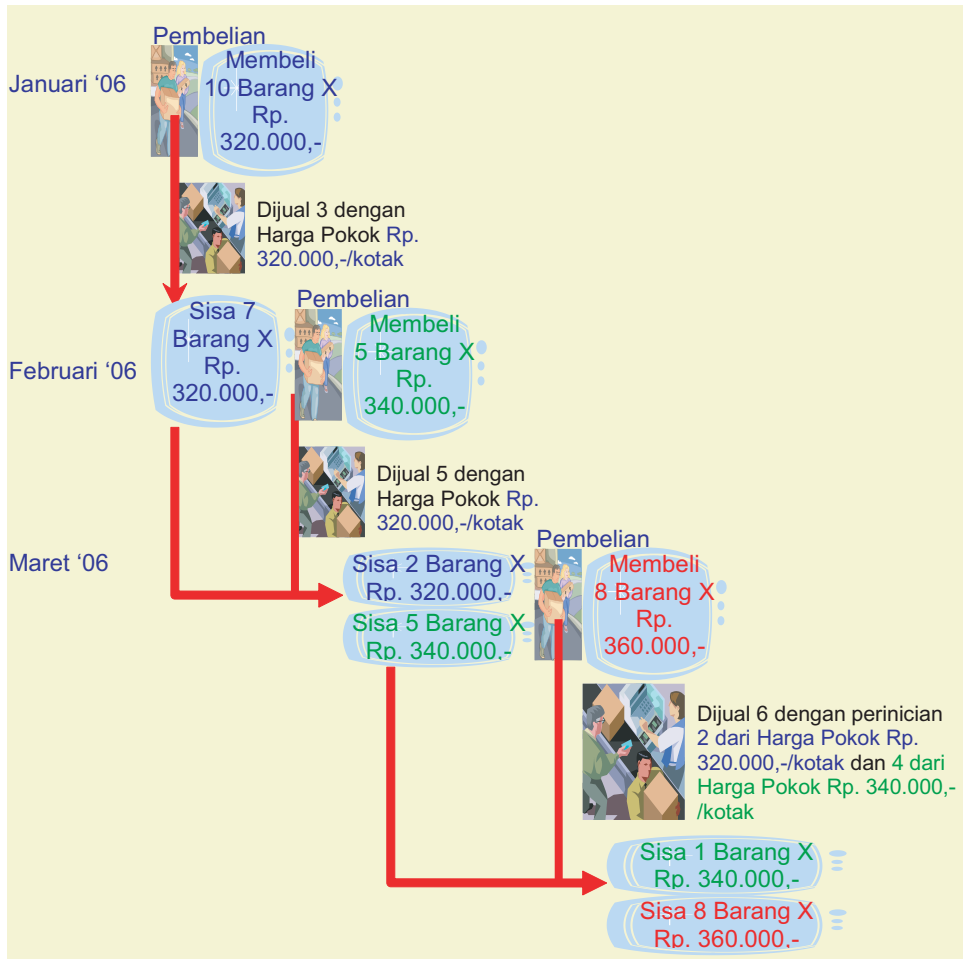 Pembelian
Januari ‘06
Membeli
10 Barang X
Rp.
320.000,-
Dijual 3 dengan
Harga Pokok Rp.
320.000,-/kotak
Februari ‘06
Sisa 7
Barang X
Rp.
320.000,-
Pembelian
Membeli
5 Barang X
Rp.
340.000,-
Dijual 5 dengan
Harga Pokok Rp.
320.000,-/kotak
Maret ‘06
Sisa 2 Barang X
Rp. 320.000,-
Sisa 5 Barang X
Rp. 340.000,-
Pembelian
Membeli
8 Barang X
Rp.
360.000,-
Dijual 6 dengan perinician
2 dari Harga Pokok Rp.
320.000,-/kotak dan 4 dari
Harga Pokok Rp. 340.000,-
/kotak
Sisa 1 Barang X
Rp. 340.000,-
Sisa 8 Barang X
Rp. 360.000,-